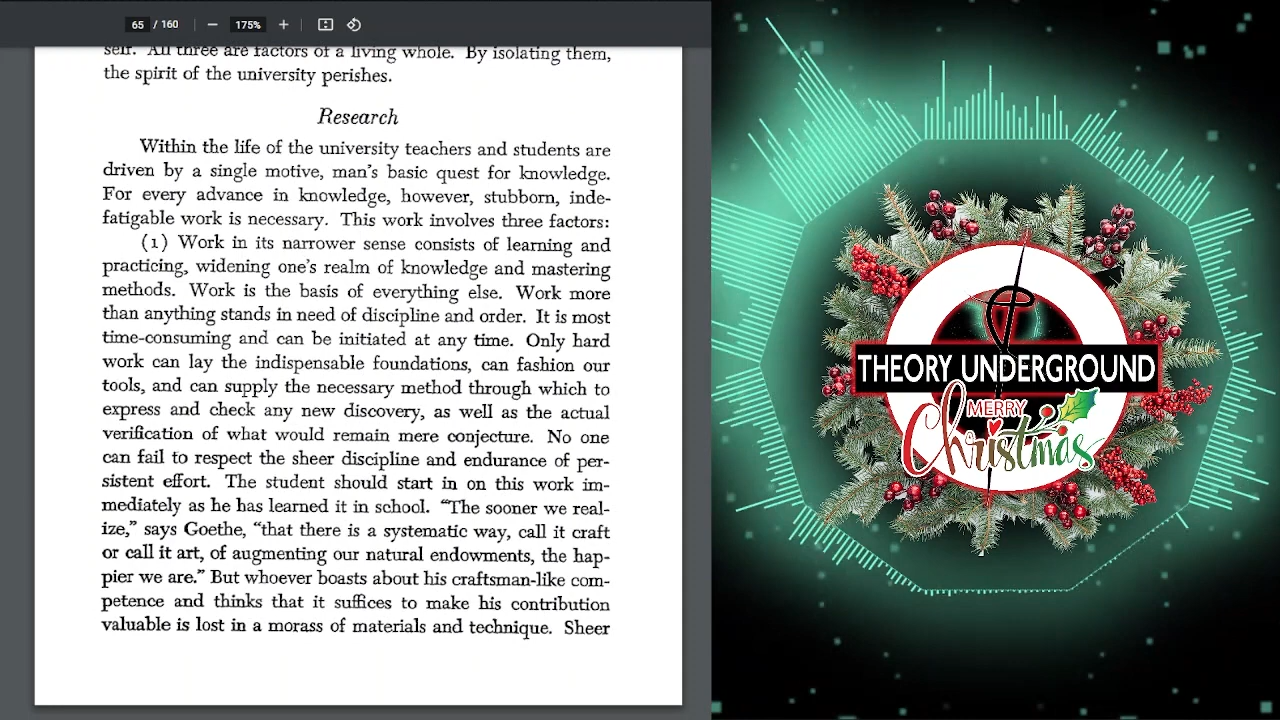 65 / 160
175%
self. All three are factors of a living whole. By isolating them,
the spirit of the university perishes.
Research
Within the life of the university teachers and students are
driven by a single motive, man's basic quest for knowledge.
For every advance in knowledge, however, stubborn, inde-
fatigable work is necessary. This work involves three factors:
(1) Work in its narrower sense consists of learning and
practicing, widening one's realm of knowledge and mastering
methods. Work is the basis of everything else. Work more
than anything stands in need of discipline and order. It is most
time-consuming and can be initiated at any time. Only hard
work can lay the indispensable foundations, can fashion our
tools, and can supply the necessary method through which to
express and check any new discovery, as well as the actual
verification of what would remain mere conjecture. No one
can fail to respect the sheer discipline and endurance of per-
sistent effort. The student should start in on this work im-
mediately as he has learned it in school. "The sooner we real-
ize," says Goethe, "that there is a systematic way, call it craft
or call it art, of augmenting our natural endowments, the hap-
pier we are." But whoever boasts about his craftsman-like com-
petence and thinks that it suffices to make his contribution
valuable is lost in a morass of materials and technique. Sheer
THEORY UNDERGROUND
MERRY
Christmas